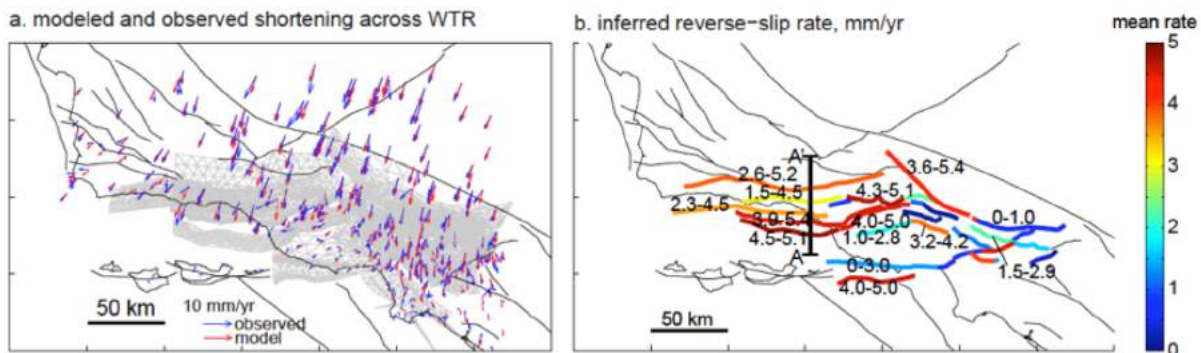 a. modeled and observed shortening across WTR
50 km
10 mm/yr
observed
model
b. inferred reverse-slip rate, mm/yr
A'
2.6-5.2
1.5-4.5
2.3-4.5
3.9-5.4
4.5-5.1
A
3.6-5.4
4.3-5.1
4.0-5.0
1.0-2.8
3.2-4.2
0-1.0
1.5-2.9
0-3.0
4.0-5.0
50 km
mean rate
5
4
3
2
1
0